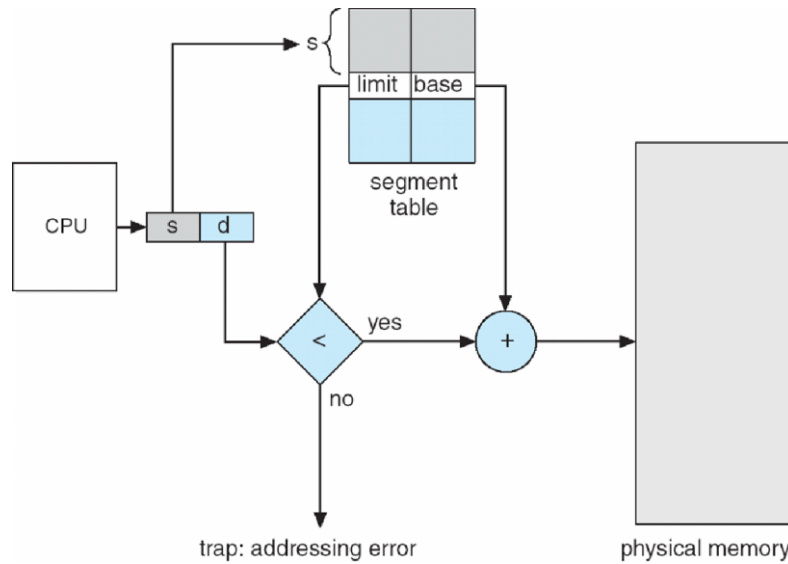 s
limit base
segment
table
CPU
s d
<
yes
+
no
trap: addressing error
physical memory